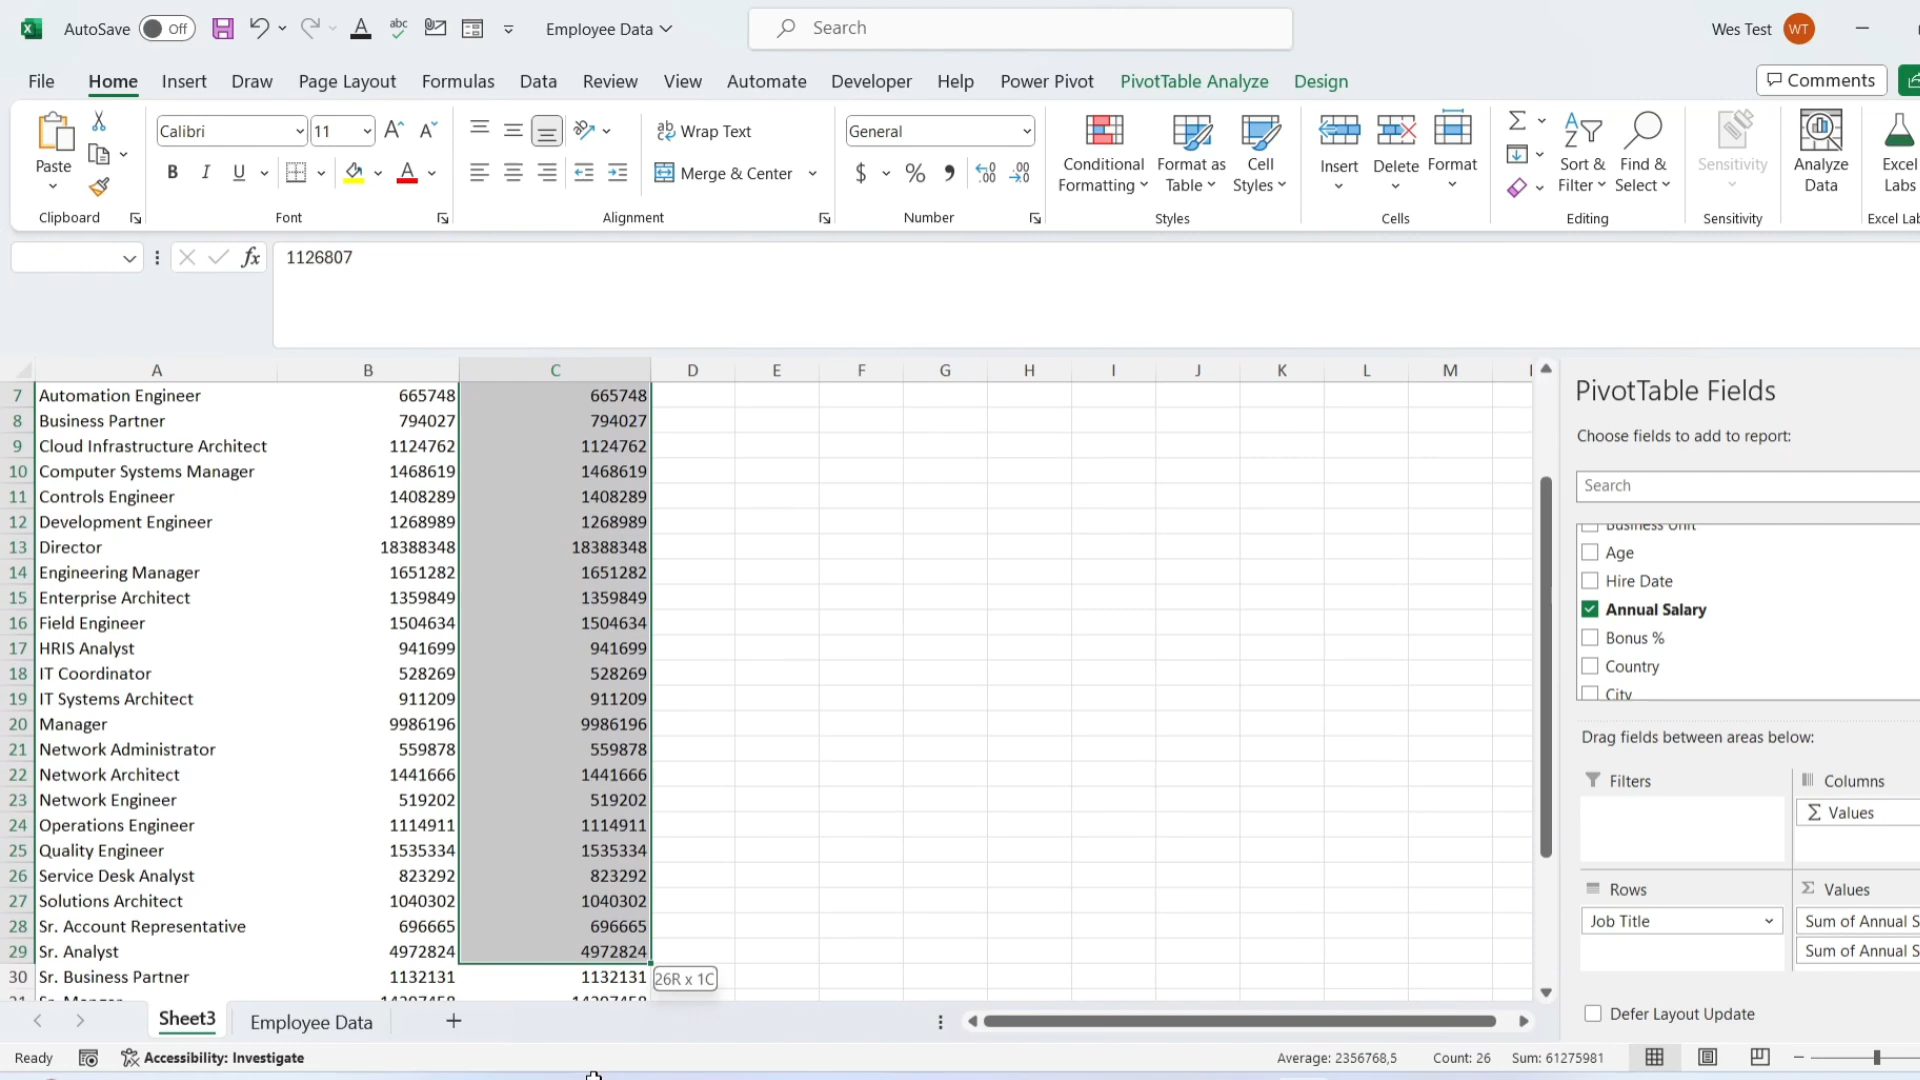 AutoSave Off Employee Data Search Wes Test WT
File Home Insert Draw Page Layout Formulas Data Review View Automate Developer Help Power Pivot PivotTable Analyze Design Comments
Paste Calibri 11 Wrap Text General Conditional Formatting Format as Table Cell Styles Insert Delete Format Sort & Filter Find & Select Sensitivity Analyze Data Excel Labs
B I U Merge & Center $ %
Clipboard Font Alignment Number Styles Cells Editing Sensitivity Excel Lab
fx 1126807
A B C D E F G H I J K L M
7 Automation Engineer 665748 665748
8 Business Partner 794027 794027
9 Cloud Infrastructure Architect 1124762 1124762
10 Computer Systems Manager 1468619 1468619
11 Controls Engineer 1408289 1408289
12 Development Engineer 1268989 1268989
13 Director 18388348 18388348
14 Engineering Manager 1651282 1651282
15 Enterprise Architect 1359849 1359849
16 Field Engineer 1504634 1504634
17 HRIS Analyst 941699 941699
18 IT Coordinator 528269 528269
19 IT Systems Architect 911209 911209
20 Manager 9986196 9986196
21 Network Administrator 559878 559878
22 Network Architect 1441666 1441666
23 Network Engineer 519202 519202
24 Operations Engineer 1114911 1114911
25 Quality Engineer 1535334 1535334
26 Service Desk Analyst 823292 823292
27 Solutions Architect 1040302 1040302
28 Sr. Account Representative 696665 696665
29 Sr. Analyst 4972824 4972824
30 Sr. Business Partner 1132131 1132131
26R x 1C
PivotTable Fields
Choose fields to add to report:
Search
Business Unit
Age
Hire Date
Annual Salary
Bonus %
Country
City
Drag fields between areas below:
Filters Columns
Σ Values
Rows Σ Values
Job Title Sum of Annual S
Sum of Annual S
Defer Layout Update
Sheet3 Employee Data +
Ready Accessibility: Investigate Average: 2356768,5 Count: 26 Sum: 61275981